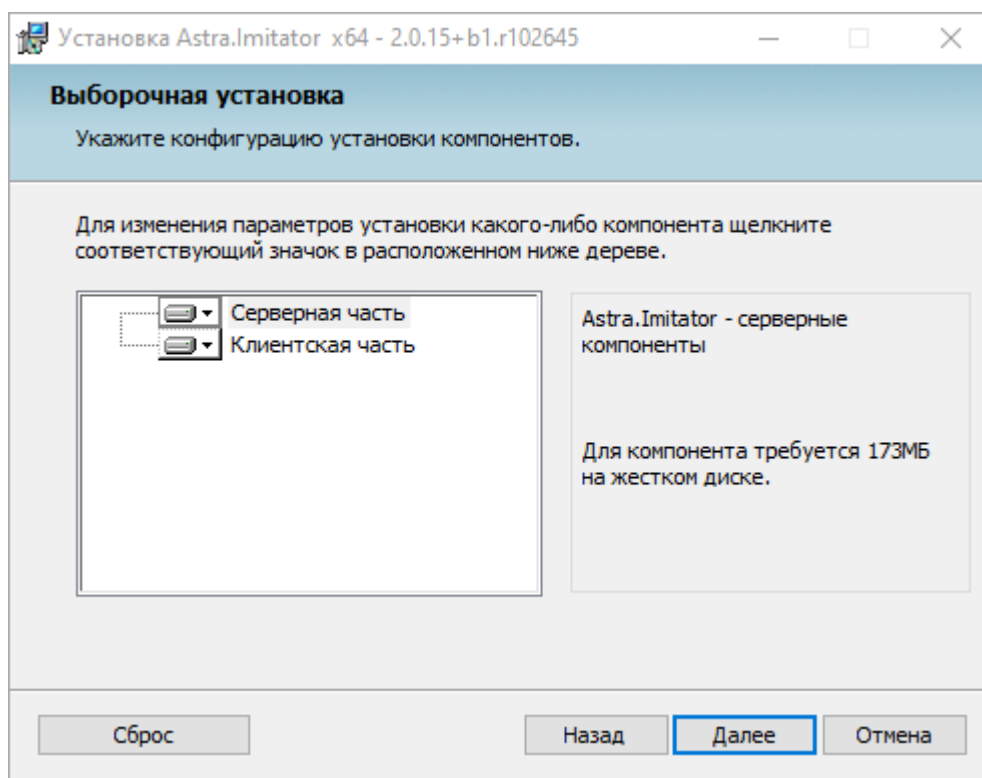 Установка Astra.Imitator x64 - 2.0.15+b1.r102645
Выборочная установка
Укажите конфигурацию установки компонентов.
Для изменения параметров установки какого-либо компонента щелкните
соответствующий значок в расположенном ниже дереве.
Серверная часть
Клиентская часть
Astra.Imitator - серверные
компоненты
Для компонента требуется 173МБ
на жестком диске.
Сброс
Назад
Далее
Отмена